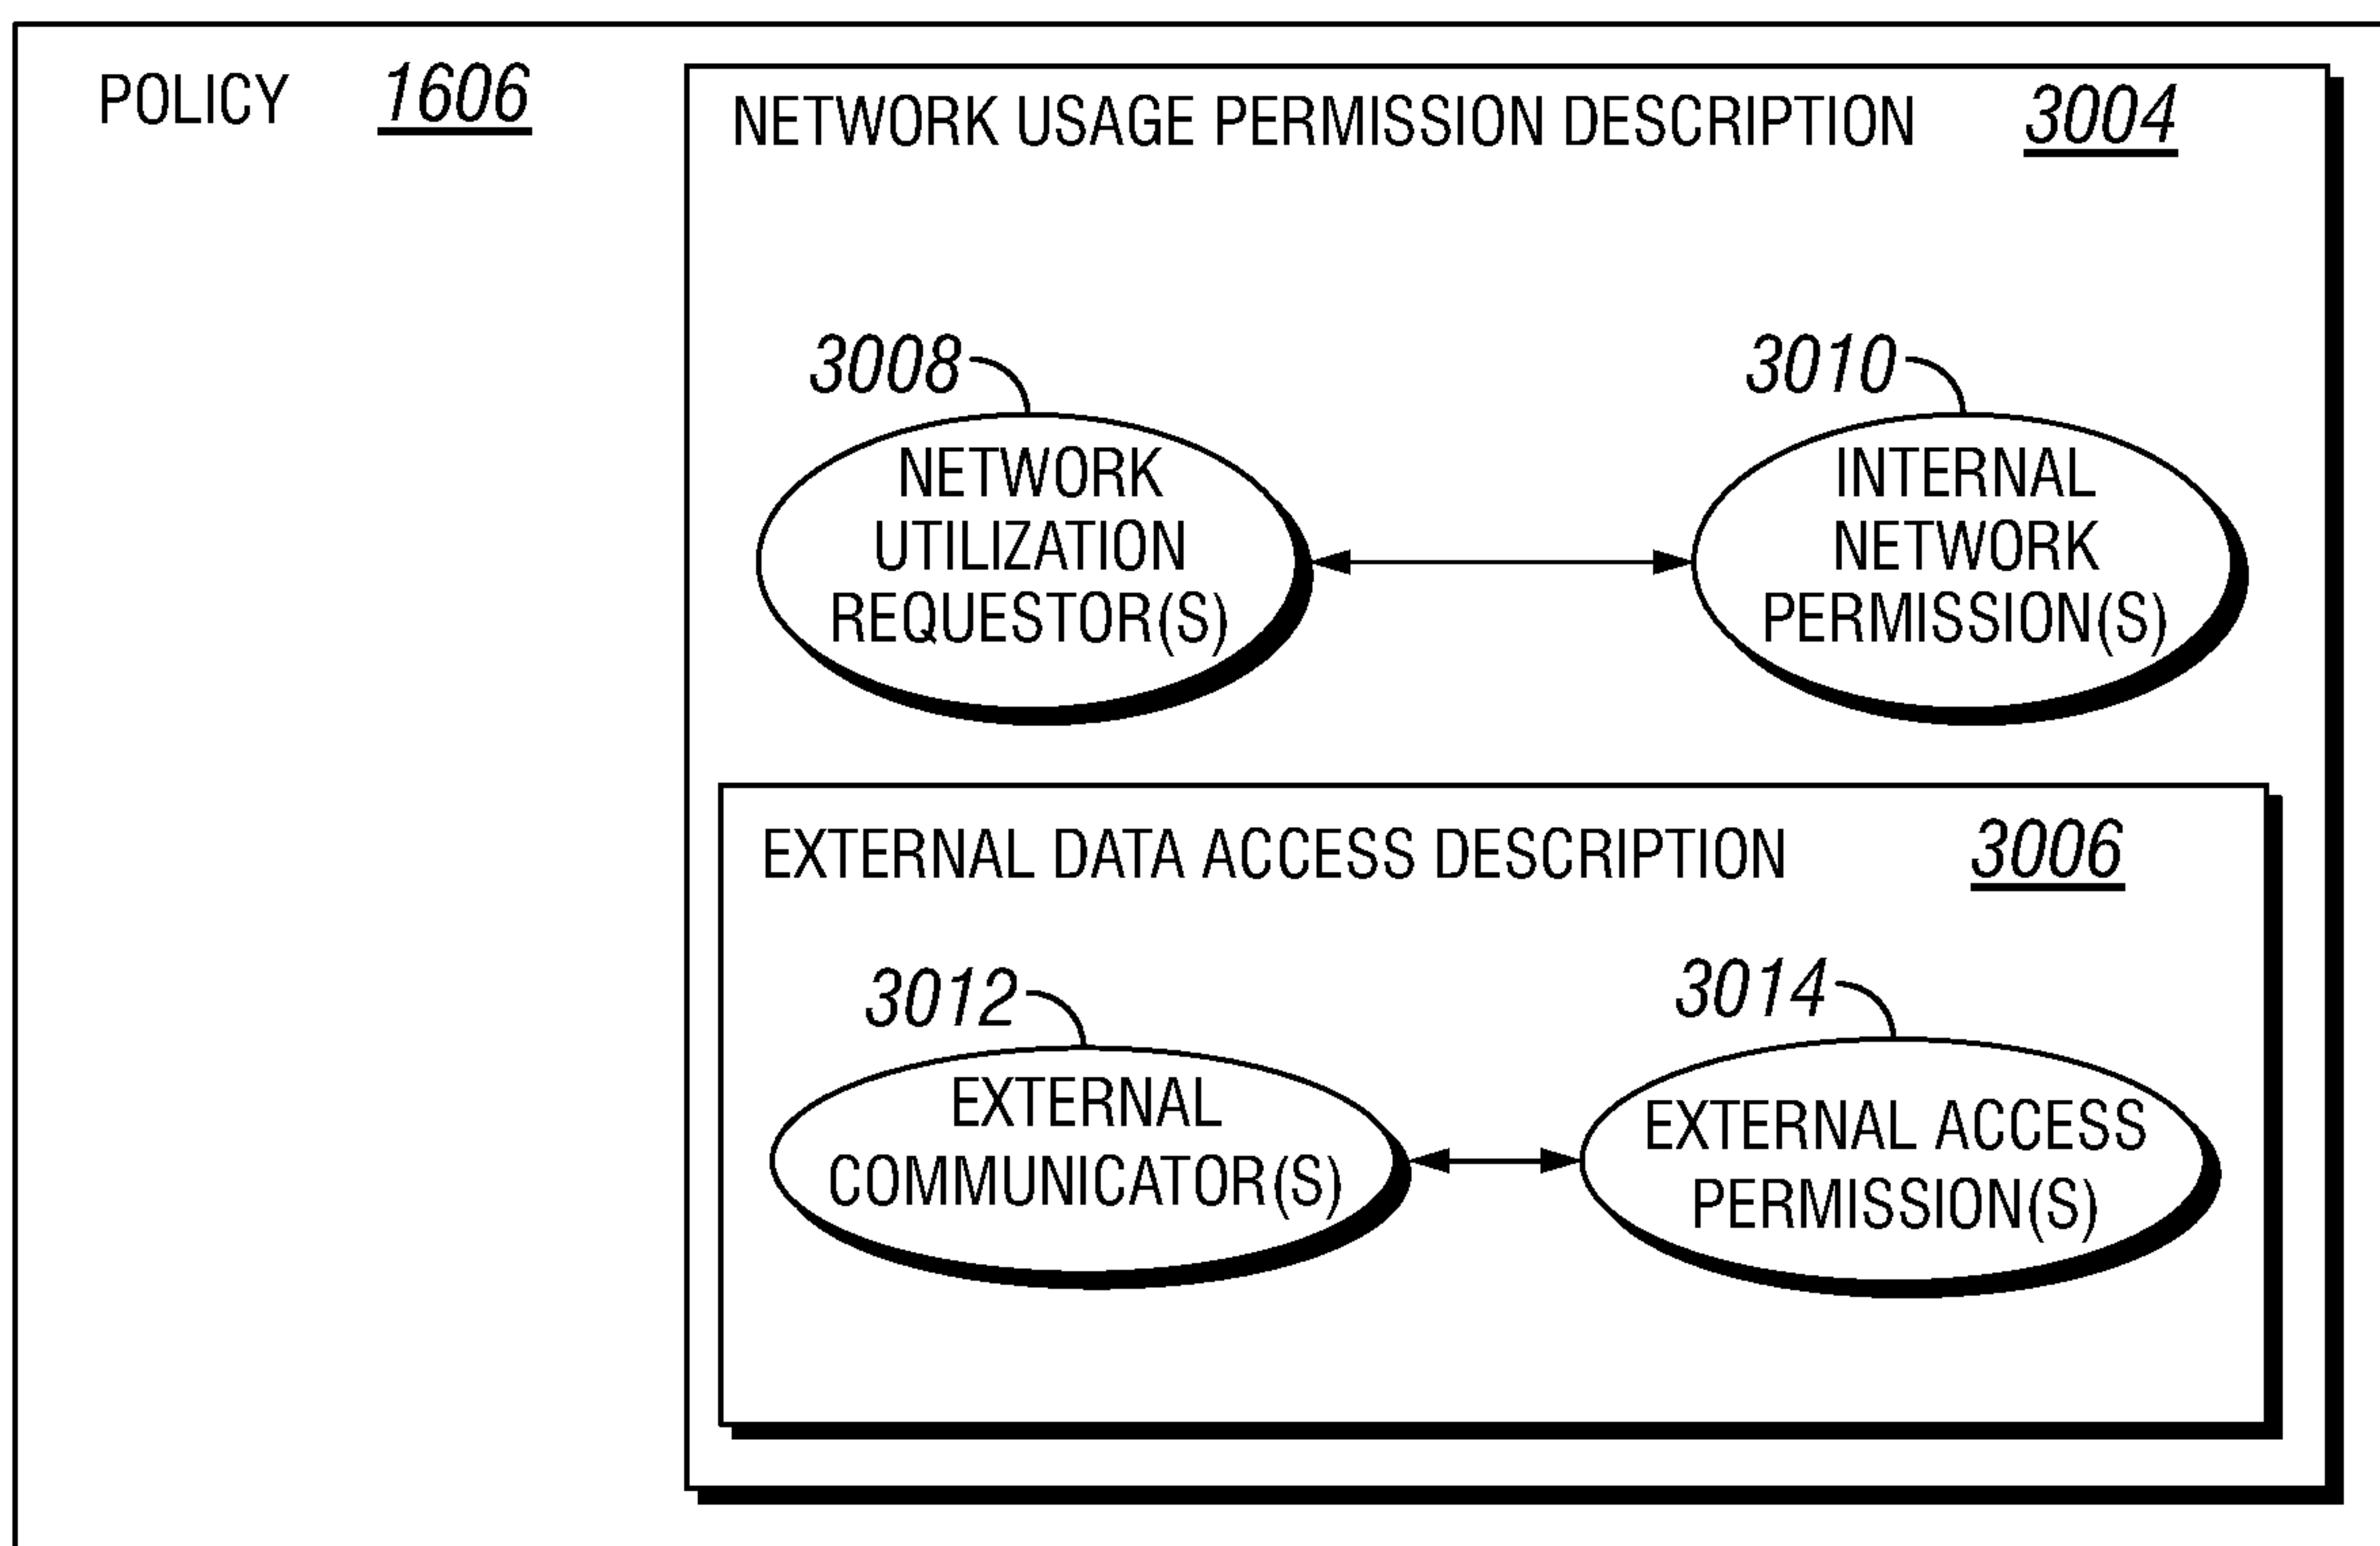 POLICY 1606
NETWORK USAGE PERMISSION DESCRIPTION 3004
3008
NETWORK
UTILIZATION
REQUESTOR(S)
3010
INTERNAL
NETWORK
PERMISSION(S)
EXTERNAL DATA ACCESS DESCRIPTION 3006
3012
EXTERNAL
COMMUNICATOR(S)
3014
EXTERNAL ACCESS
PERMISSION(S)